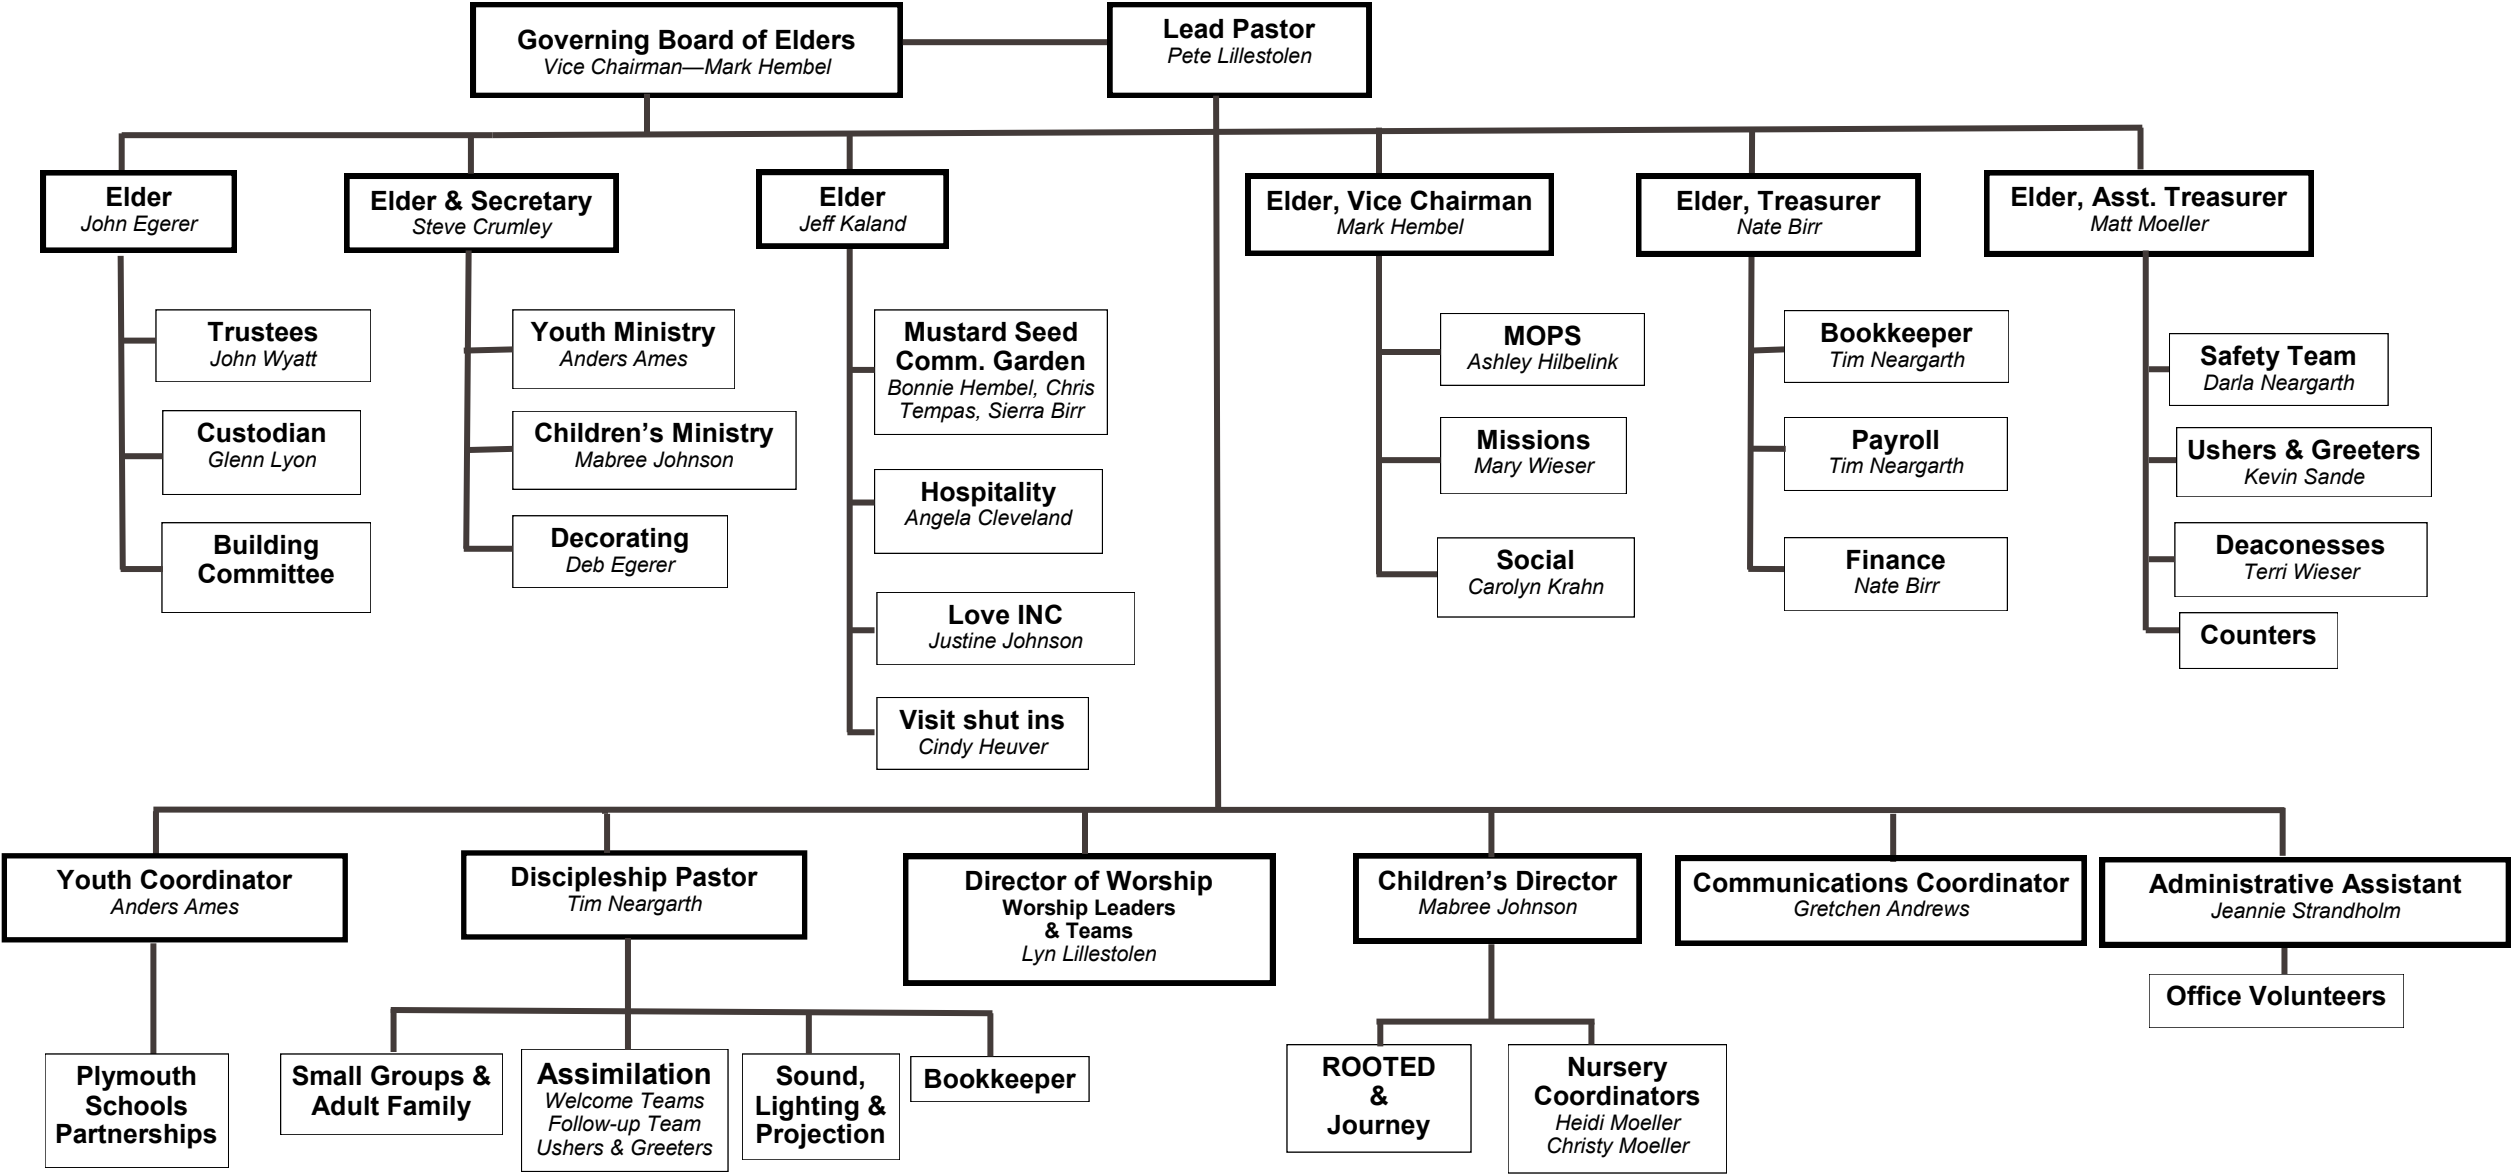 Governing Board of Elders
Vice Chairman—Mark Hembel
Lead Pastor
Pete Lillestolen
Elder
John Egerer
Elder & Secretary
Steve Crumley
Elder
Jeff Kaland
Elder, Vice Chairman
Mark Hembel
Elder, Treasurer
Nate Birr
Elder, Asst. Treasurer
Matt Moeller
Trustees
John Wyatt
Custodian
Glenn Lyon
Building
Committee
Youth Ministry
Anders Ames
Children’s Ministry
Mabree Johnson
Decorating
Deb Egerer
Mustard Seed
Comm. Garden
Bonnie Hembel, Chris
Tempas, Sierra Birr
Hospitality
Angela Cleveland
Love INC
Justine Johnson
Visit shut ins
Cindy Heuver
MOPS
Ashley Hilbelink
Missions
Mary Wieser
Social
Carolyn Krahn
Bookkeeper
Tim Neargarth
Payroll
Tim Neargarth
Finance
Nate Birr
Safety Team
Darla Neargarth
Ushers & Greeters
Kevin Sande
Deaconesses
Terri Wieser
Counters
Youth Coordinator
Anders Ames
Discipleship Pastor
Tim Neargarth
Director of Worship
Worship Leaders
& Teams
Lyn Lillestolen
Children’s Director
Mabree Johnson
Communications Coordinator
Gretchen Andrews
Administrative Assistant
Jeannie Strandholm
Plymouth
Schools
Partnerships
Small Groups &
Adult Family
Assimilation
Welcome Teams
Follow-up Team
Ushers & Greeters
Sound,
Lighting &
Projection
Bookkeeper
ROOTED
&
Journey
Nursery
Coordinators
Heidi Moeller
Christy Moeller
Office Volunteers